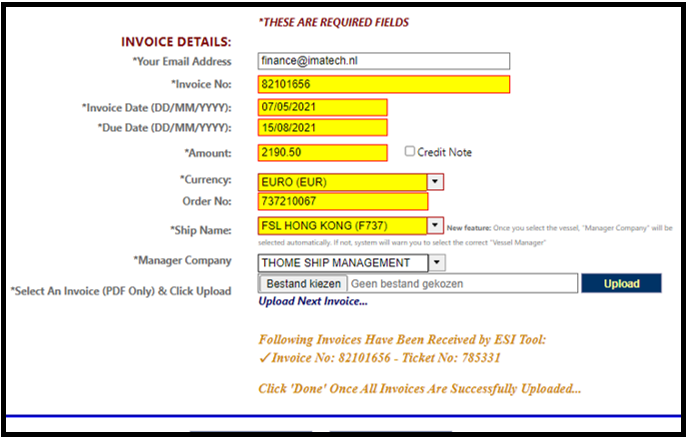 *THESE ARE REQUIRED FIELDS
INVOICE DETAILS:
*Your Email Address finance@imatech.nl
*Invoice No: 82101656
*Invoice Date (DD/MM/YYYY): 07/05/2021
*Due Date (DD/MM/YYYY): 15/08/2021
*Amount: 2190.50 Credit Note
*Currency: EURO (EUR)
Order No: 737210067
*Ship Name: FSL HONG KONG (F737) New feature: Once you select the vessel, "Manager Company" will be
selected automatically. If not, system will warn you to select the correct "Vessel Manager"
*Manager Company THOME SHIP MANAGEMENT
*Select An Invoice (PDF Only) & Click Upload Bestand kiezen Geen bestand gekozen Upload
Upload Next Invoice...
Following Invoices Have Been Received by ESI Tool:
✓Invoice No: 82101656 - Ticket No: 785331
Click 'Done' Once All Invoices Are Successfully Uploaded...